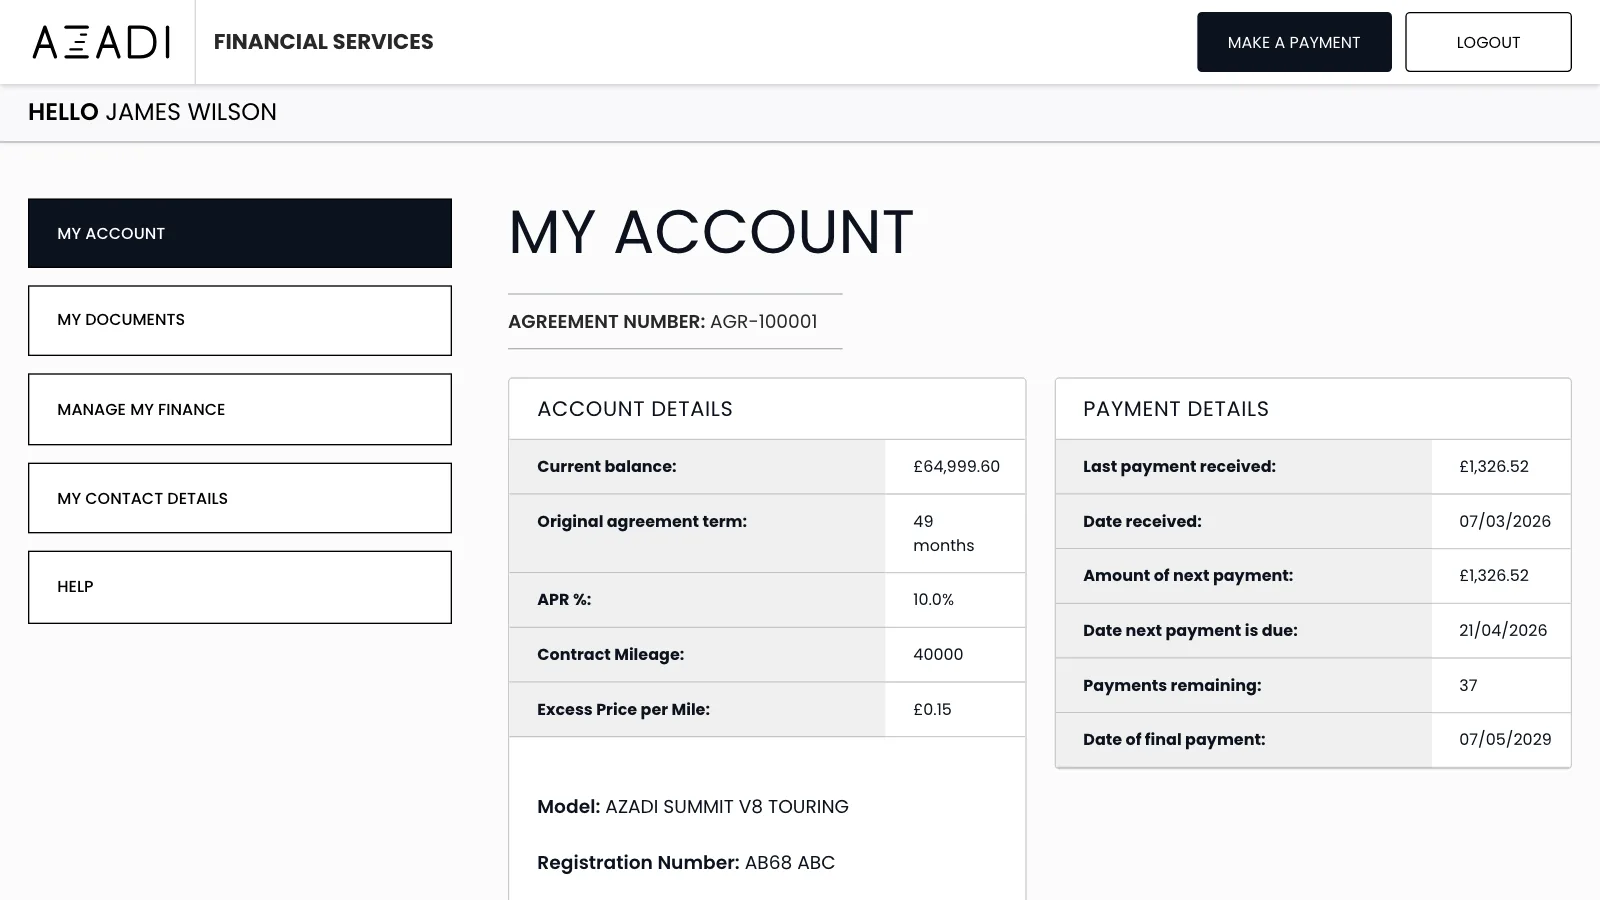 AZADI
FINANCIAL SERVICES
MAKE A PAYMENT
LOGOUT
HELLO JAMES WILSON
MY ACCOUNT
MY DOCUMENTS
MANAGE MY FINANCE
MY CONTACT DETAILS
HELP
MY ACCOUNT
AGREEMENT NUMBER: AGR-100001
ACCOUNT DETAILS
Current balance: £64,999.60
Original agreement term: 49
months
APR %: 10.0%
Contract Mileage: 40000
Excess Price per Mile: £0.15
Model: AZADI SUMMIT V8 TOURING
Registration Number: AB68 ABC
PAYMENT DETAILS
Last payment received: £1,326.52
Date received: 07/03/2026
Amount of next payment: £1,326.52
Date next payment is due: 21/04/2026
Payments remaining: 37
Date of final payment: 07/05/2029